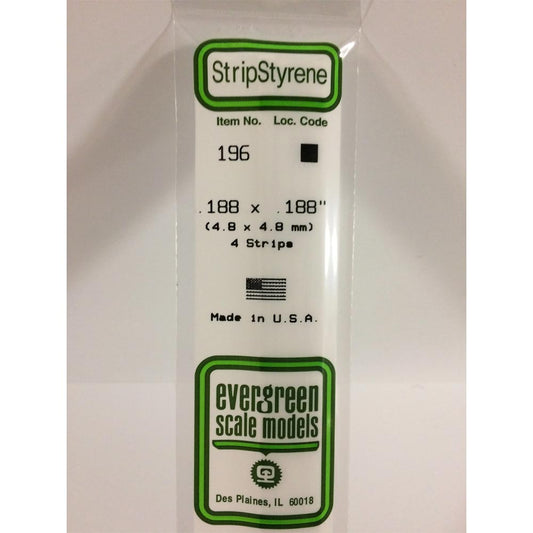 StripStyrene
Item No. Loc. Code
196
.188 x .188"
(4.8 x 4.8 mm)
4 Strips
Made in U.S.A.
evergreen
scale models
Des Plaines, IL 60018